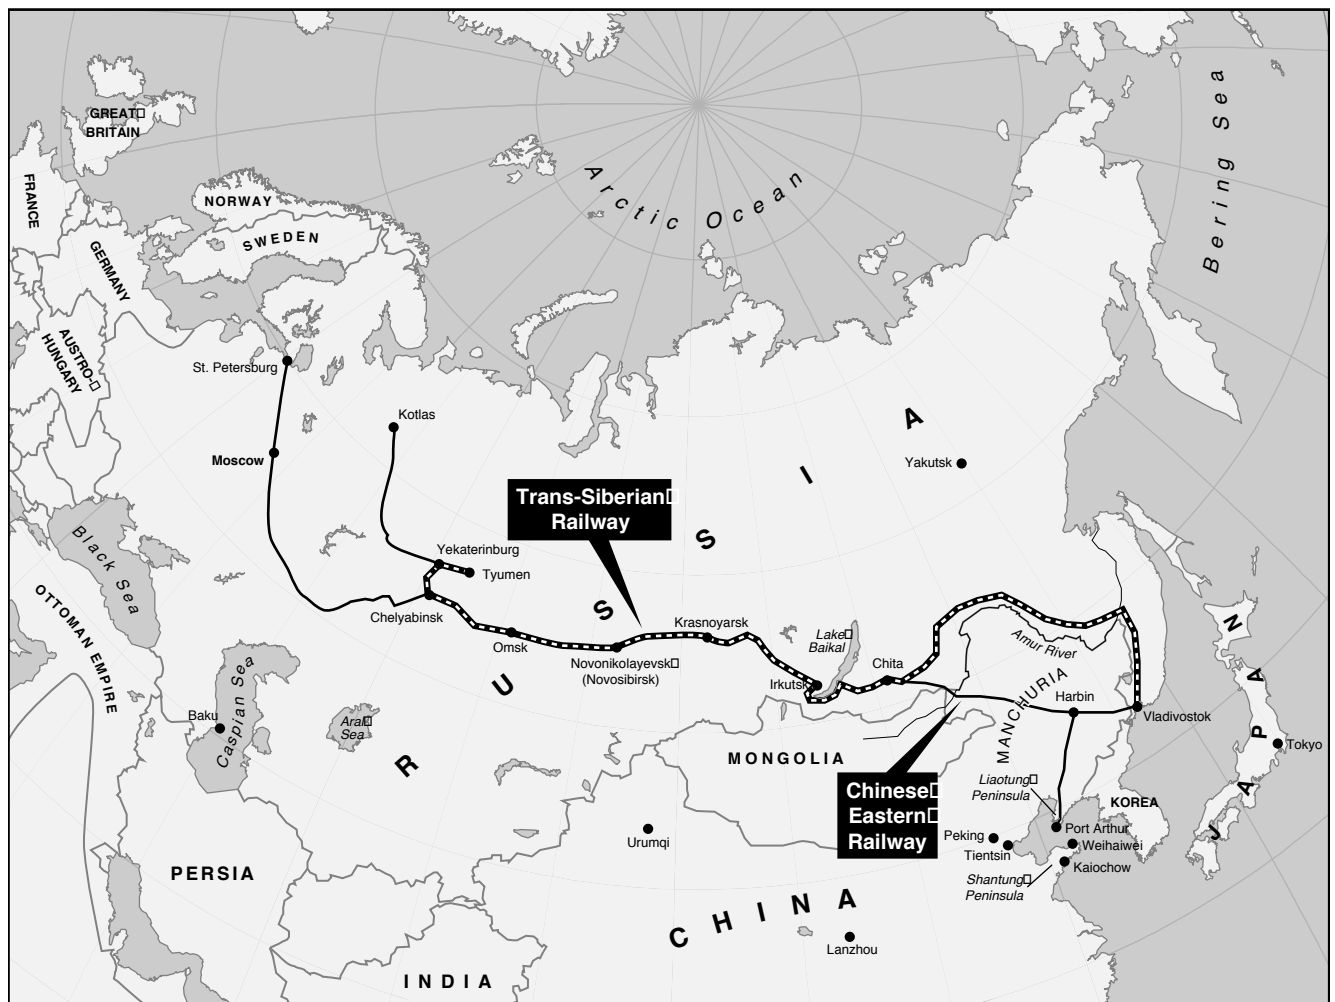 GREAT
BRITAIN
FRANCE
NORWAY
SWEDEN
GERMANY
AUSTRO-
HUNGARY
Arctic Ocean
Bering Sea
St. Petersburg
Kotlas
Moscow
Yakutsk
RUSSIA
Trans-Siberian
Railway
Black Sea
OTTOMAN EMPIRE
Yekaterinburg
Tyumen
Chelyabinsk
Omsk
Novonikolayevsk
(Novosibirsk)
Krasnoyarsk
Lake
Baikal
Irkutsk
Chita
Amur River
MANCHURIA
Harbin
Vladivostok
JAPAN
Tokyo
Baku
Caspian Sea
Aral
Sea
MONGOLIA
Chinese
Eastern
Railway
Liaotung
Peninsula
KOREA
Port Arthur
Weihaiwei
Kaiochow
Peking
Tientsin
Shantung
Peninsula
Urumqi
PERSIA
CHINA
Lanzhou
INDIA